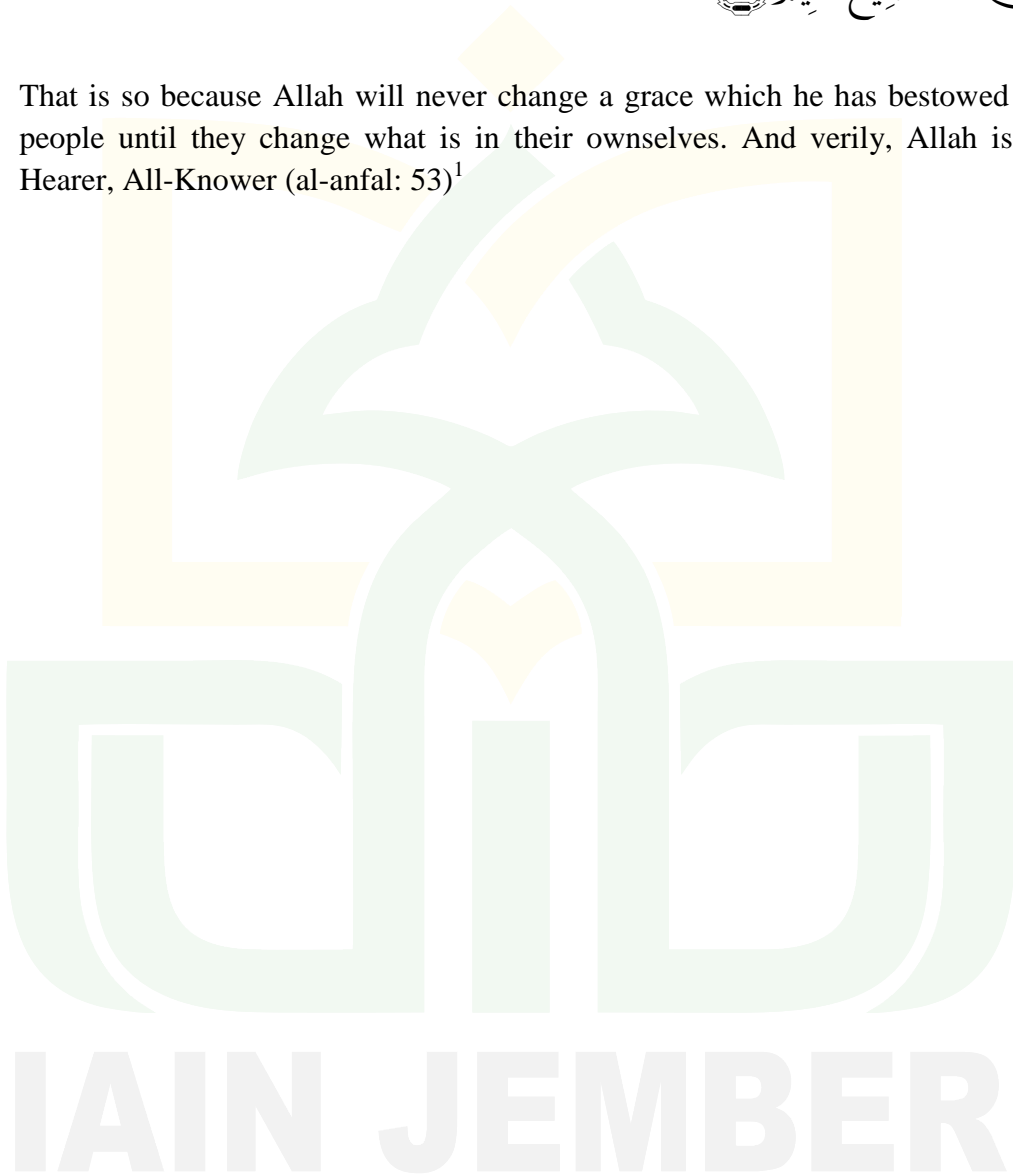 That is so because Allah will never change a grace which he has bestowed
people until they change what is in their ownselves. And verily, Allah is
Hearer, All-Knower (al-anfal: 53)1
IAIN JEMBER